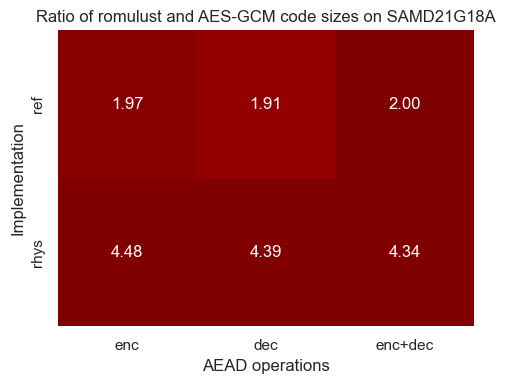 Ratio of romulust and AES-GCM code sizes on SAMD21G18A
ref
1.97 1.91 2.00
Implementation
rhys
4.48 4.39 4.34
enc dec enc+dec
AEAD operations